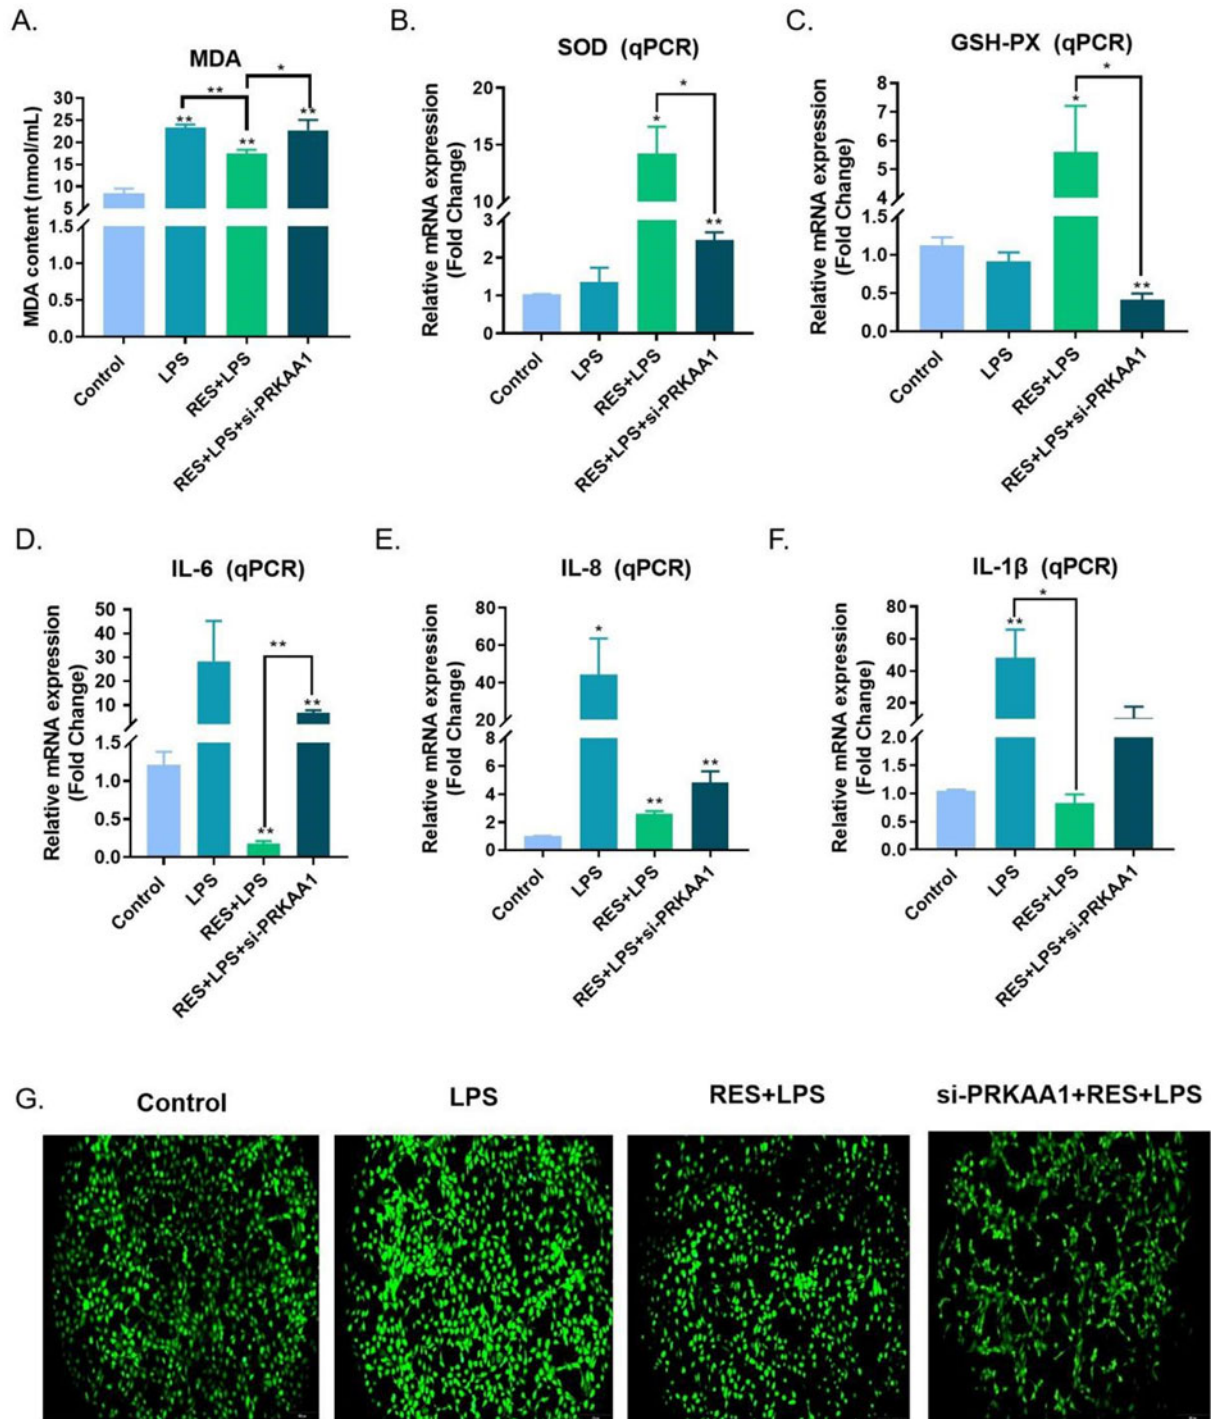 A.
MDA
MDA content (nmol/mL)
30
25
20
15
10
5
1.5
1.0
0.5
0.0
**
**
**
**
*
Control
LPS
RES+LPS
RES+LPS+si-PRKAA1
B.
SOD (qPCR)
Relative mRNA expression
(Fold Change)
20
15
10
3
2
1
0
*
*
**
Control
LPS
RES+LPS
RES+LPS+si-PRKAA1
C.
GSH-PX (qPCR)
Relative mRNA expression
(Fold Change)
8
7
6
5
4
1.5
1.0
0.5
0.0
*
*
**
Control
LPS
RES+LPS
RES+LPS+si-PRKAA1
D.
IL-6 (qPCR)
Relative mRNA expression
(Fold Change)
50
40
30
20
10
1.5
1.0
0.5
0.0
**
**
**
Control
LPS
RES+LPS
RES+LPS+si-PRKAA1
E.
IL-8 (qPCR)
Relative mRNA expression
(Fold Change)
80
60
40
20
8
6
4
2
0
*
**
**
Control
LPS
RES+LPS
RES+LPS+si-PRKAA1
F.
IL-1β (qPCR)
Relative mRNA expression
(Fold Change)
80
60
40
20
2.0
1.5
1.0
0.5
0.0
*
**
Control
LPS
RES+LPS
RES+LPS+si-PRKAA1
G.
Control
LPS
RES+LPS
si-PRKAA1+RES+LPS